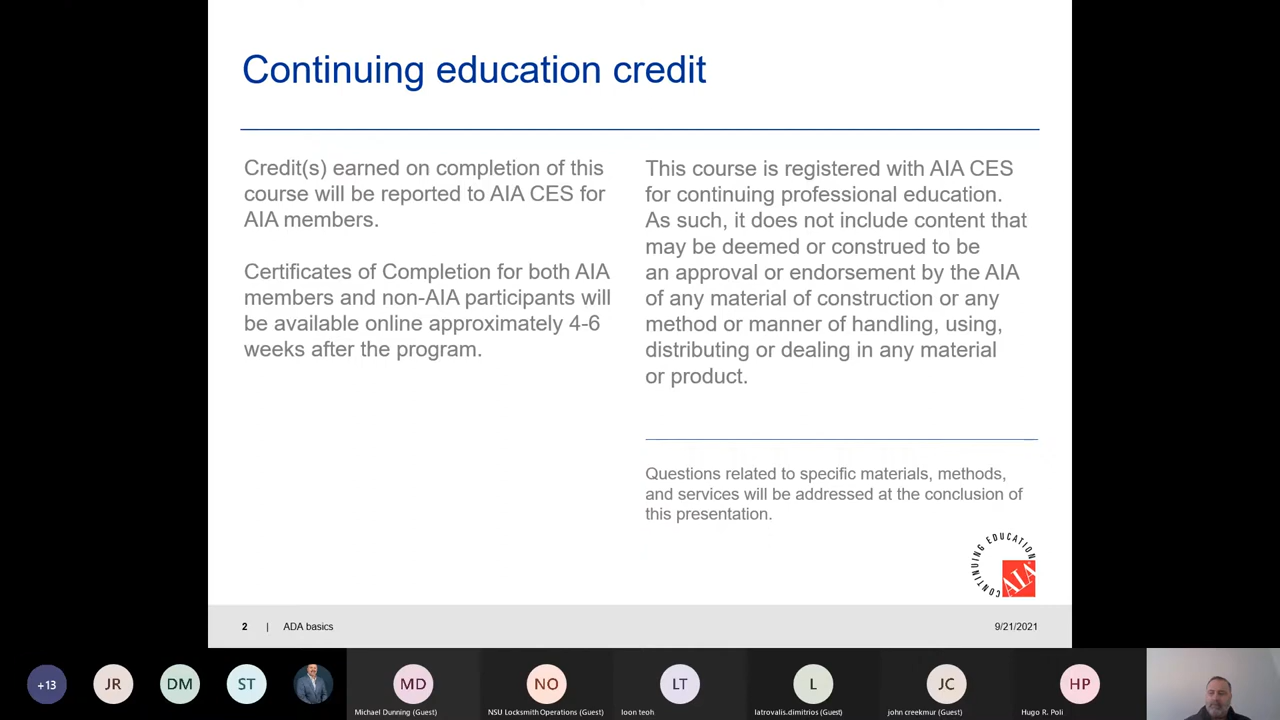 Continuing education credit
Credit(s) earned on completion of this
course will be reported to AIA CES for
AIA members.
Certificates of Completion for both AIA
members and non-AIA participants will
be available online approximately 4-6
weeks after the program.
This course is registered with AIA CES
for continuing professional education.
As such, it does not include content that
may be deemed or construed to be
an approval or endorsement by the AIA
of any material of construction or any
method or manner of handling, using,
distributing or dealing in any material
or product.
Questions related to specific materials, methods,
and services will be addressed at the conclusion of
this presentation.
CONTINUING EDUCATION
AIA
2 | ADA basics
9/21/2021
+13
JR
DM
ST
MD
NO
LT
L
JC
HP
Michael Dunning (Guest)
NSU Locksmith Operations (Guest)
loon teoh
Iatrovalis.dimitrios (Guest)
john creekmur (Guest)
Hugo R. Poli